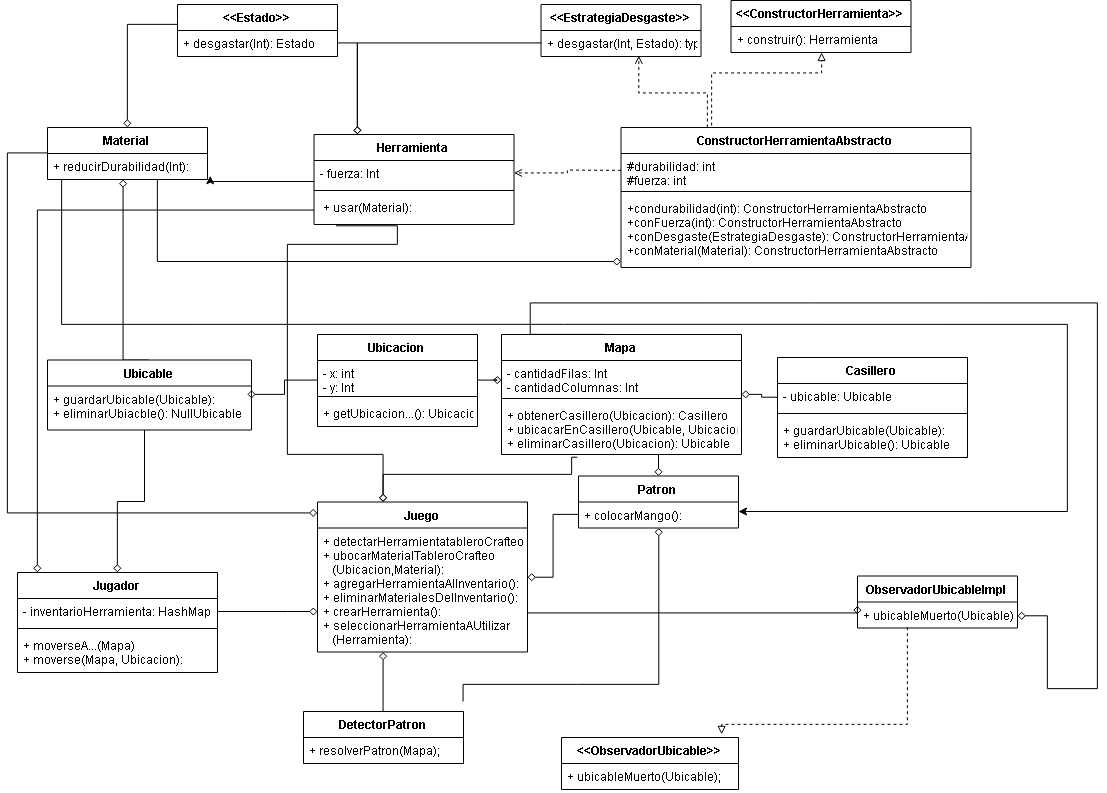 <<Estado>>
+ desgastar(Int): Estado
<<EstrategiaDesgaste>>
+ desgastar(Int, Estado): typ
<<ConstructorHerramienta>>
+ construir(): Herramienta
Material
+ reducirDurabilidad(Int):
Herramienta
- fuerza: Int
+ usar(Material):
ConstructorHerramientaAbstracto
#durabilidad: int
#fuerza: int
+condurabilidad(int): ConstructorHerramientaAbstracto
+conFuerza(int): ConstructorHerramientaAbstracto
+conDesgaste(EstrategiaDesgaste): ConstructorHerramientaA
+conMaterial(Material): ConstructorHerramientaAbstracto
Ubicable
+ guardarUbicable(Ubicable):
+ eliminarUbiacble(): NullUbicable
Ubicacion
- x: int
- y: Int
+ getUbicacion...(): Ubicacio
Mapa
- cantidadFilas: Int
- cantidadColumnas: Int
+ obtenerCasillero(Ubicacion): Casillero
+ ubicacarEnCasillero(Ubicable, Ubicacion
+ eliminarCasillero(Ubicacion): Ubicable
Casillero
- ubicable: Ubicable
+ guardarUbicable(Ubicable):
+ eliminarUbicable(): Ubicable
Patron
+ colocarMango():
Juego
+ detectarHerramientatableroCrafteo
+ ubocarMaterialTableroCrafteo
(Ubicacion,Material):
+ agregarHerramientaAlInventario():
+ eliminarMaterialesDelInventario():
+ crearHerramienta():
+ seleccionarHerramientaAUtilizar
(Herramienta):
Jugador
- inventarioHerramienta: HashMap
+ moverseA...(Mapa)
+ moverse(Mapa, Ubicacion):
ObservadorUbicableImpl
+ ubicableMuerto(Ubicable)
DetectorPatron
+ resolverPatron(Mapa);
<<ObservadorUbicable>>
+ ubicableMuerto(Ubicable);